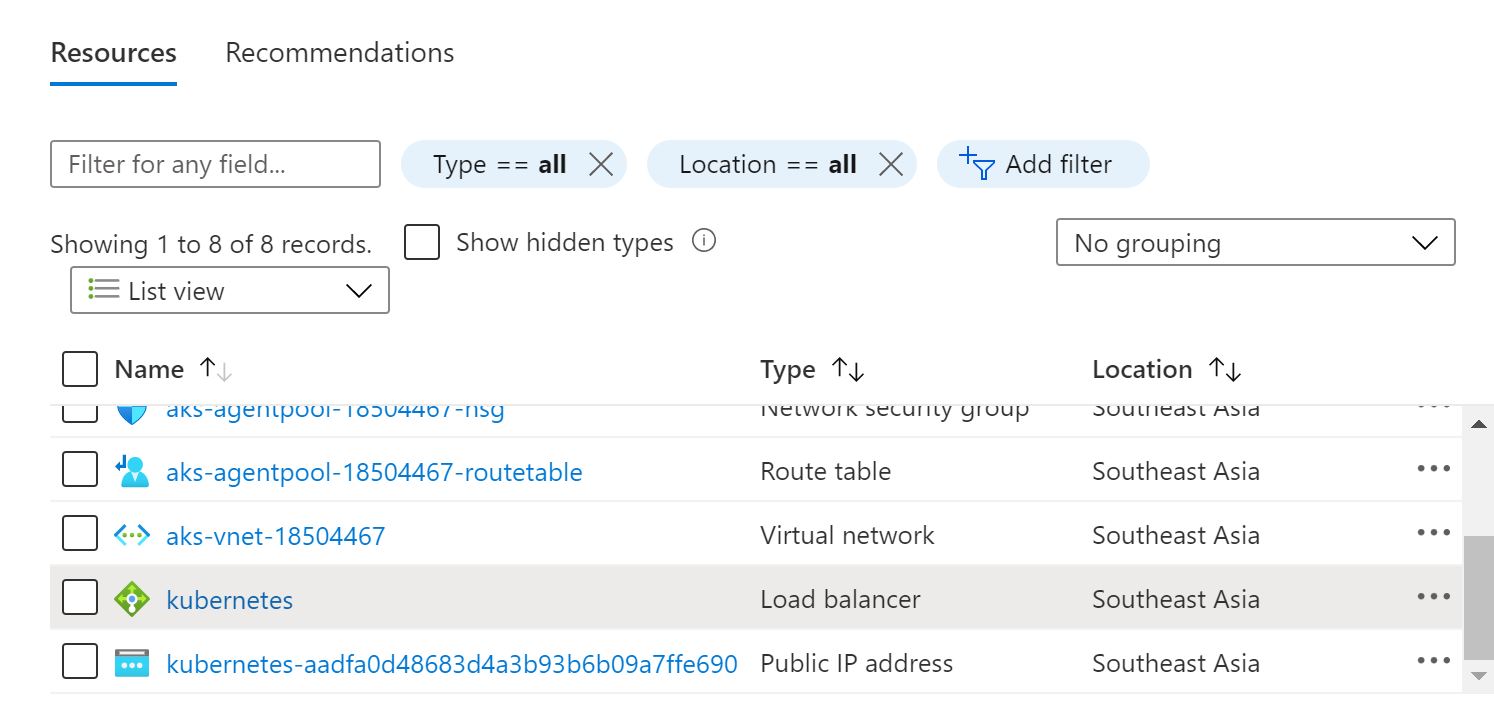 Resources Recommendations
Filter for any field... Type == all Location == all Add filter
Showing 1 to 8 of 8 records. Show hidden types No grouping
List view
Name Type Location
aks-agentpool-18504467-nsg Network security group Southeast Asia
aks-agentpool-18504467-routetable Route table Southeast Asia
aks-vnet-18504467 Virtual network Southeast Asia
kubernetes Load balancer Southeast Asia
kubernetes-aadfa0d48683d4a3b93b6b09a7ffe690 Public IP address Southeast Asia